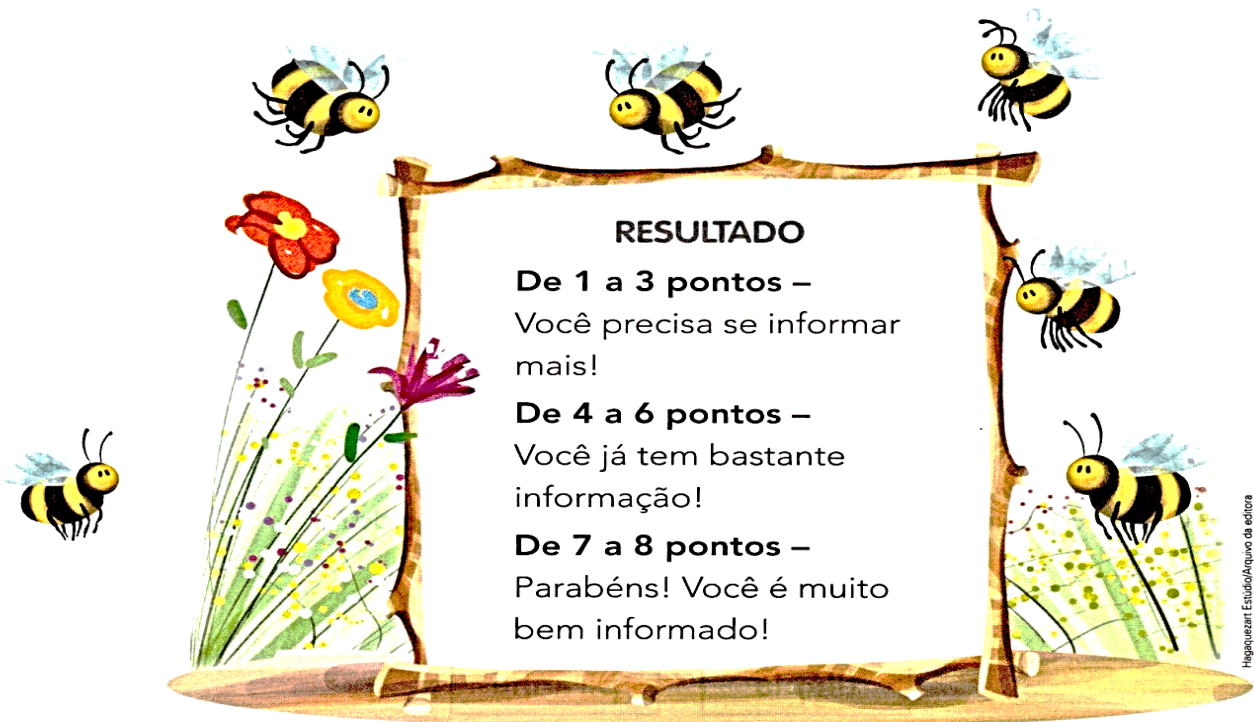 RESULTADO
De 1 a 3 pontos –
Você precisa se informar
mais!
De 4 a 6 pontos –
Você já tem bastante
informação!
De 7 a 8 pontos –
Parabéns! Você é muito
bem informado!
Hagaquezart Estúdio/Arquivo da editora